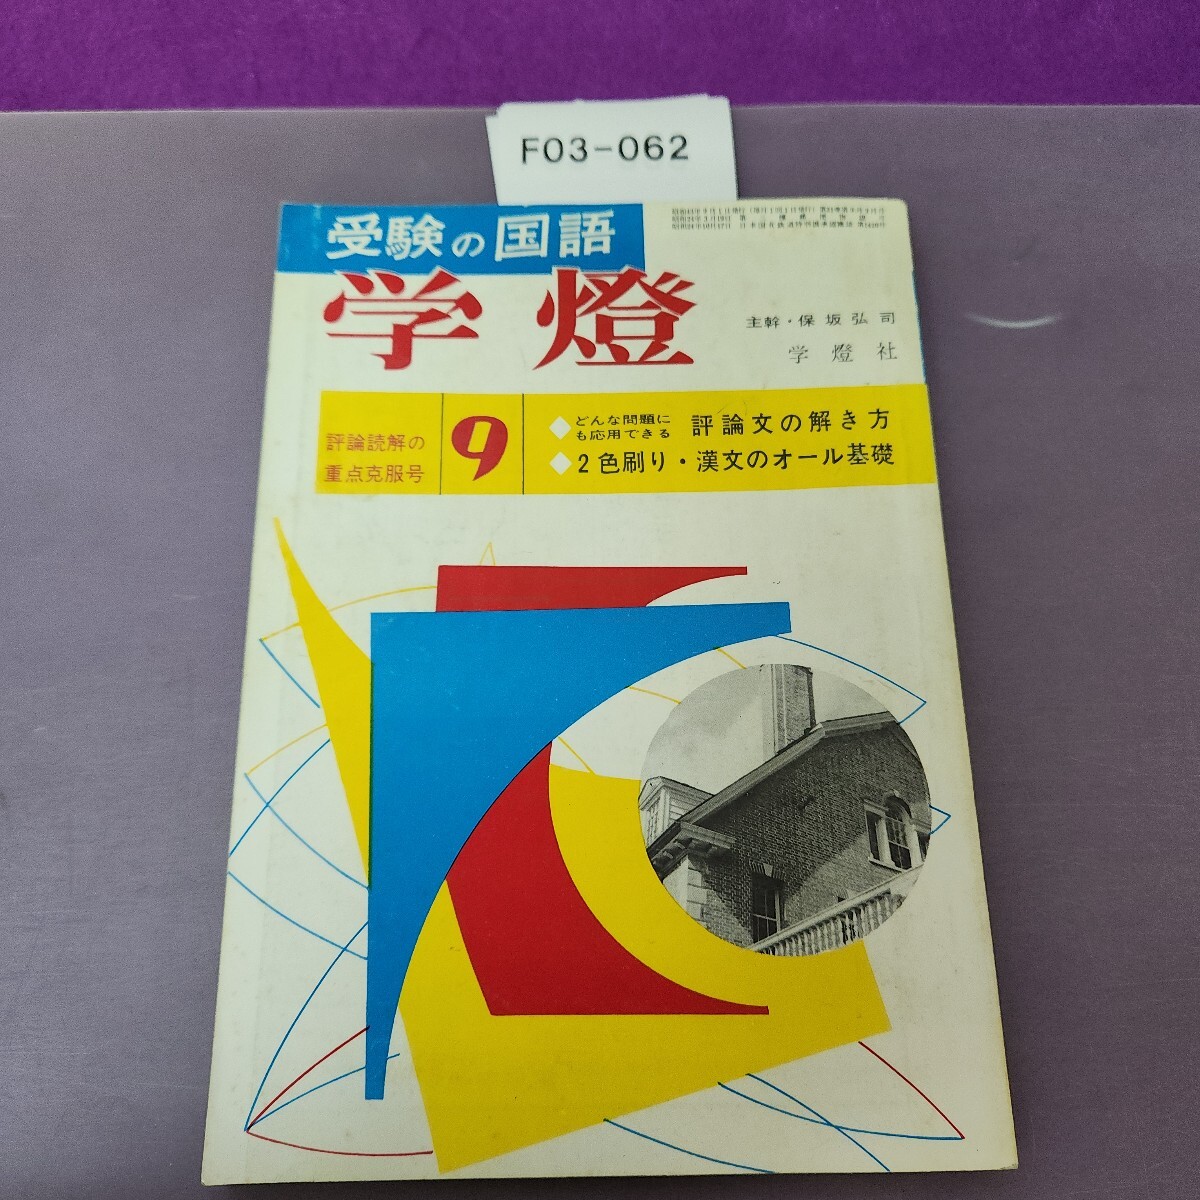 F03-062
受験の国語
学燈
主幹・保坂弘司
学燈社
評論読解の
重点克服号
9
◆どんな問題にも応用できる 評論文の解き方
◆2色刷り・漢文のオール基礎